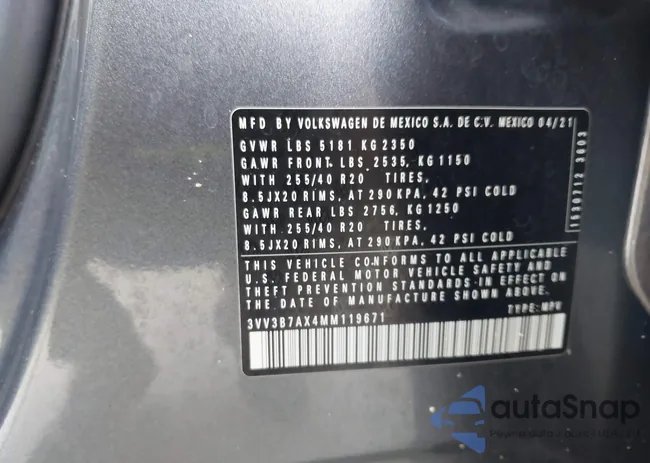 MFD BY VOLKSWAGEN DE MEXICO S.A. DE C.V. MEXICO 04/21
GVWR LBS 5181 KG 2350
GAWR FRONT LBS 2535, KG 1150
WITH 255/40 R20 TIRES,
8.5JX20 RIMS, AT 290 KPA, 42 PSI COLD
GAWR REAR LBS 2756, KG 1250
WITH 255/40 R20 TIRES,
8.5JX20 RIMS, AT 290 KPA, 42 PSI COLD
THIS VEHICLE CONFORMS TO ALL APPLICABLE
U.S. FEDERAL MOTOR VEHICLE SAFETY AND
THEFT PREVENTION STANDARDS IN EFFECT ON
THE DATE OF MANUFACTURE SHOWN ABOVE.
3VV3B7AX4MM119671 TYPE: MPV
1630712 3003
autaSnap